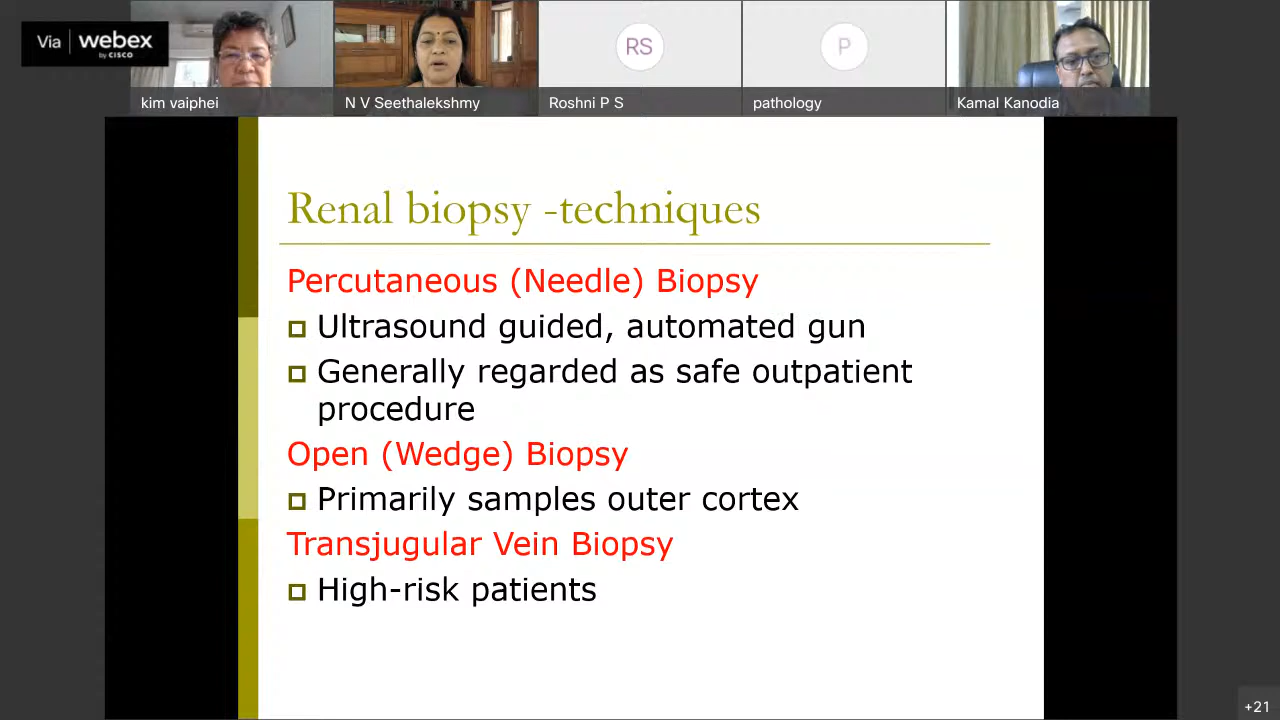 Via webex
by CISCO
kim vaiphei
N V Seethalekshmy
RS
Roshni P S
P
pathology
Kamal Kanodia
Renal biopsy -techniques
Percutaneous (Needle) Biopsy
Ultrasound guided, automated gun
Generally regarded as safe outpatient
procedure
Open (Wedge) Biopsy
Primarily samples outer cortex
Transjugular Vein Biopsy
High-risk patients
+21